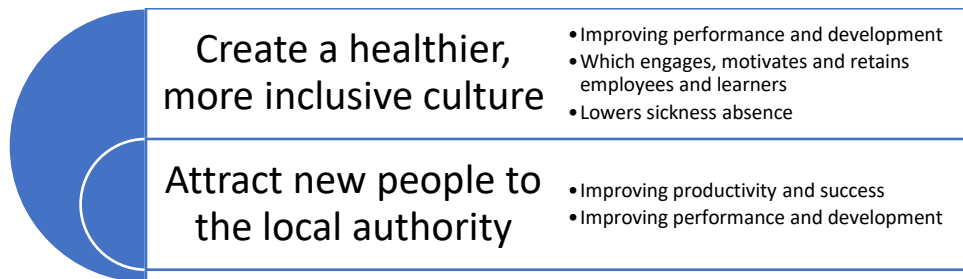 Create a healthier,
more inclusive culture
•Improving performance and development
•Which engages, motivates and retains
employees and learners
•Lowers sickness absence
Attract new people to
the local authority
•Improving productivity and success
•Improving performance and development